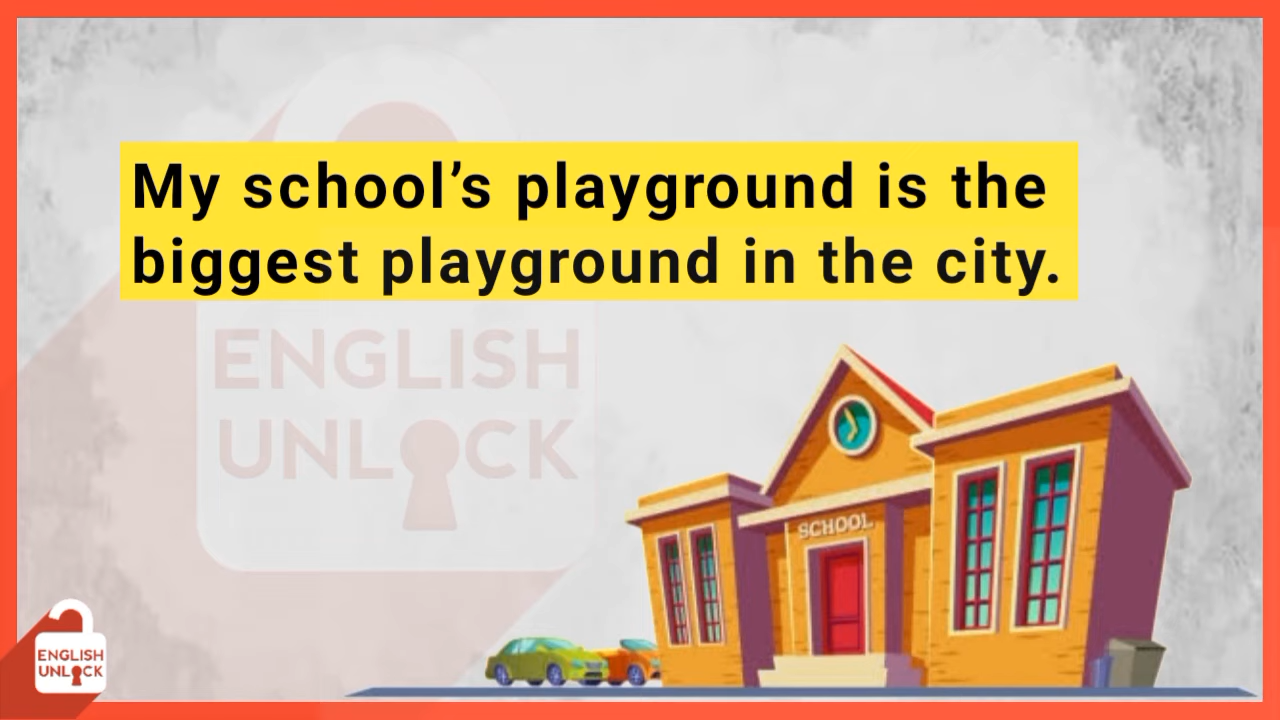 My school’s playground is the
biggest playground in the city.
ENGLISH
UNLOCK
SCHOOL
ENGLISH
UNLOCK